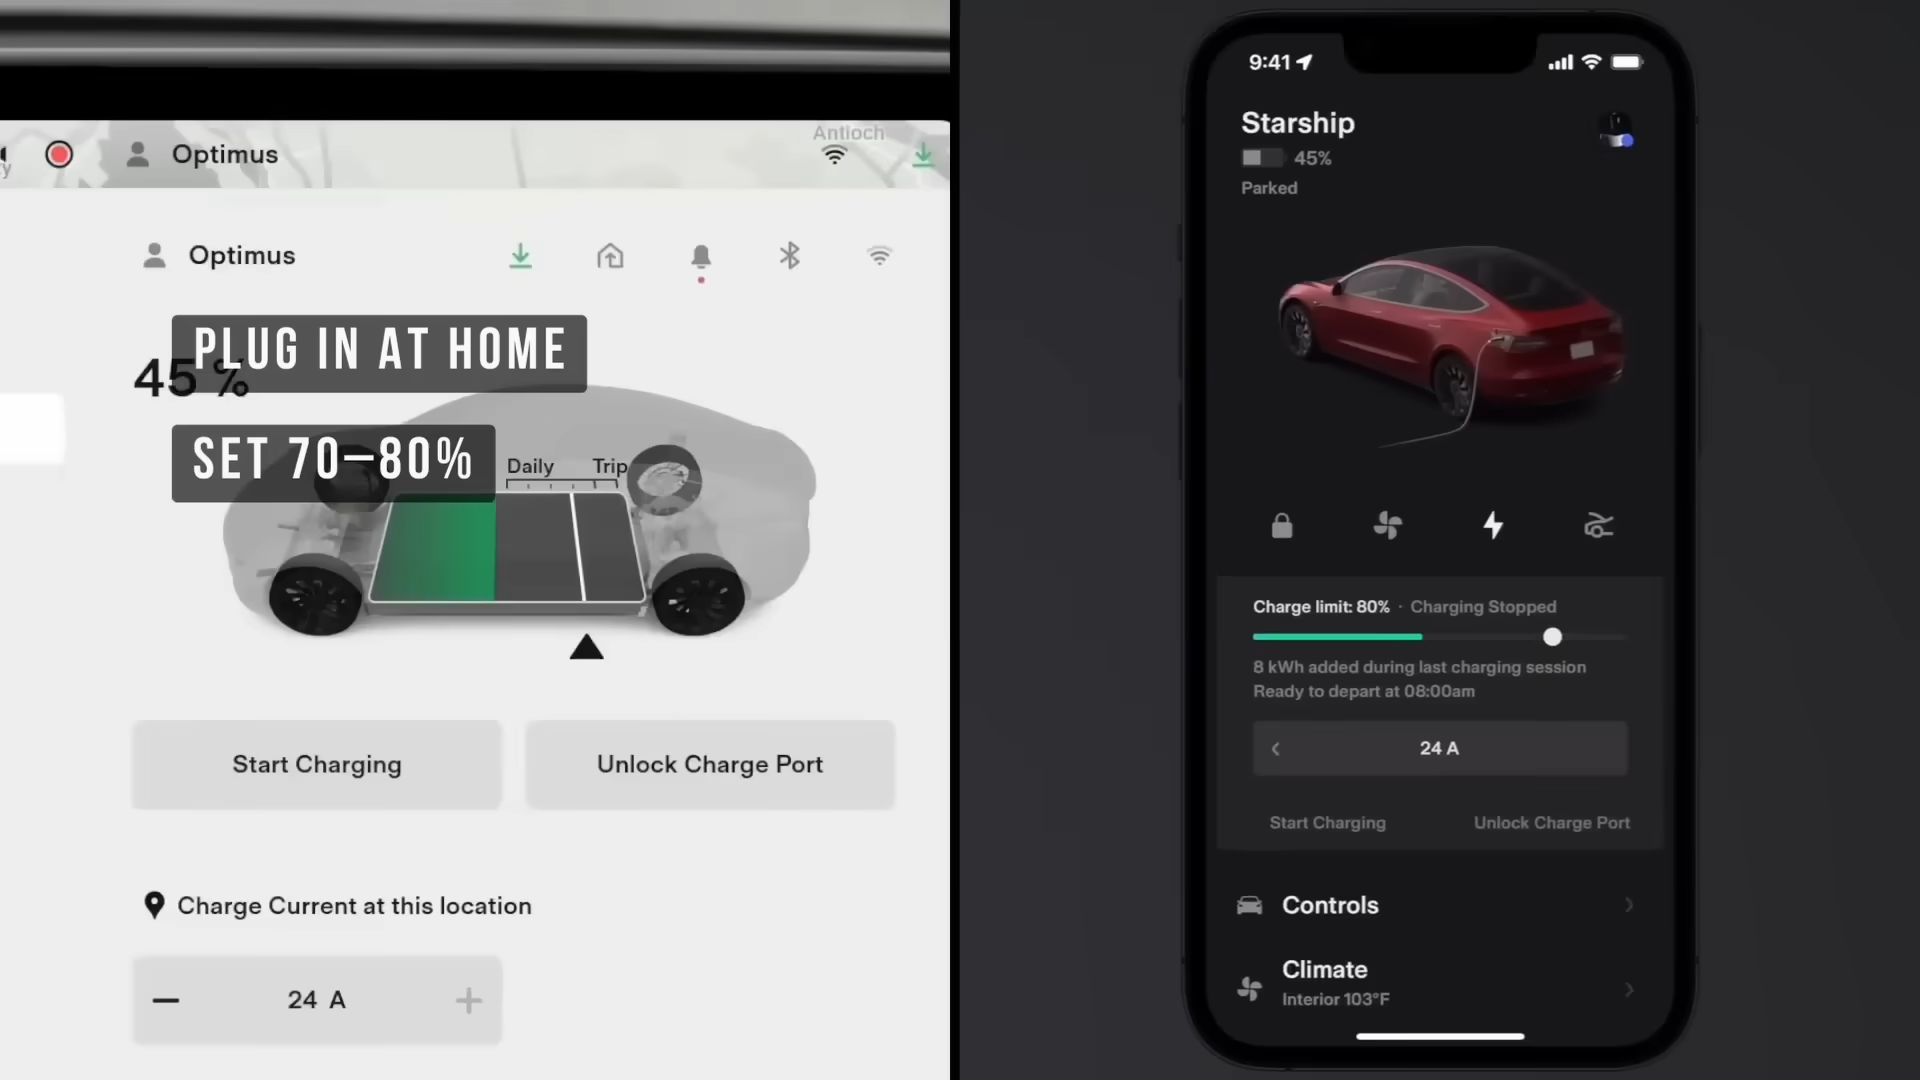 Antioch
Optimus
Optimus
PLUG IN AT HOME
45 %
SET 70–80%
Daily Trip
Start Charging
Unlock Charge Port
Charge Current at this location
24 A
9:41
Starship
45%
Parked
Charge limit: 80% · Charging Stopped
8 kWh added during last charging session
Ready to depart at 08:00am
24 A
Start Charging
Unlock Charge Port
Controls
Climate
Interior 103°F